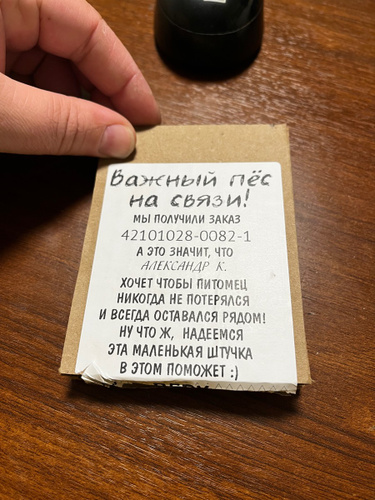 Важный пёс
на связи!
МЫ ПОЛУЧИЛИ ЗАКАЗ
42101028-0082-1
А ЭТО ЗНАЧИТ, ЧТО
АЛЕКСАНДР К.
ХОЧЕТ ЧТОБЫ ПИТОМЕЦ
НИКОГДА НЕ ПОТЕРЯЛСЯ
И ВСЕГДА ОСТАВАЛСЯ РЯДОМ!
НУ ЧТО Ж, НАДЕЕМСЯ
ЭТА МАЛЕНЬКАЯ ШТУЧКА
В ЭТОМ ПОМОЖЕТ :)